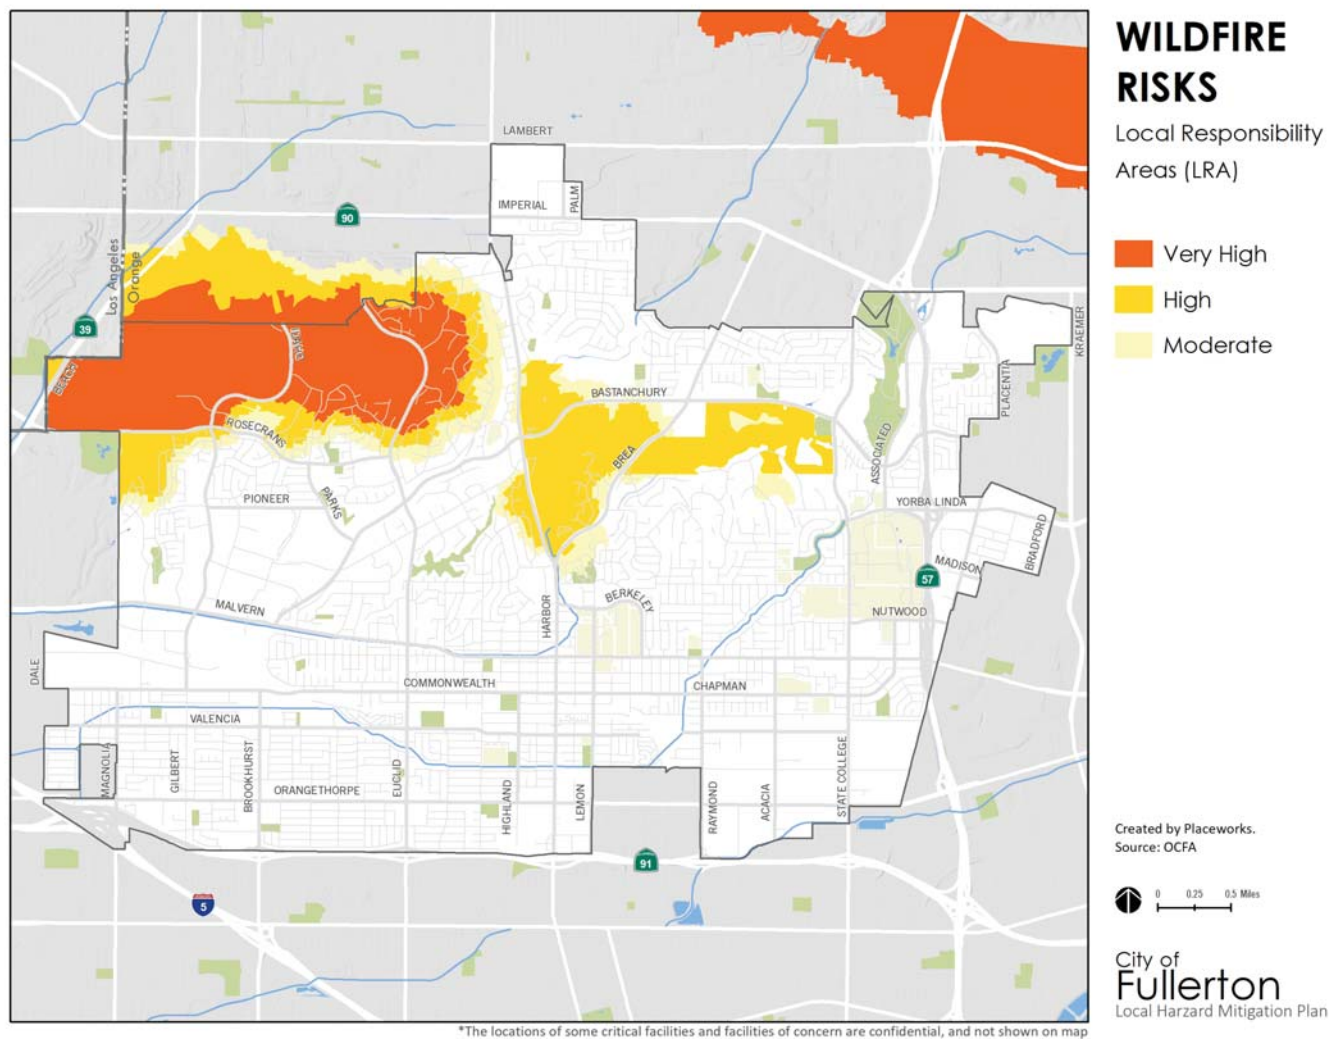 WILDFIRE
RISKS
Local Responsibility
Areas (LRA)
Very High
High
Moderate
LAMBERT
IMPERIAL
PALM
90
Los Angeles
Orange
39
BEACH
PARKS
KRAEMER
PLACENTIA
BASTANCHURY
ROSECRANS
BREA
ASSOCIATED
PIONEER
PARKS
YORBA LINDA
BRADFORD
MADISON
57
MALVERN
HARBOR
BERKELEY
NUTWOOD
DALE
COMMONWEALTH
CHAPMAN
VALENCIA
MAGNOLIA
GILBERT
BROOKHURST
ORANGETHORPE
EUCLID
HIGHLAND
LEMON
RAYMOND
ACACIA
STATE COLLEGE
91
5
Created by Placeworks.
Source: OCFA
0 0.25 0.5 Miles
City of
Fullerton
Local Harzard Mitigation Plan
*The locations of some critical facilities and facilities of concern are confidential, and not shown on map